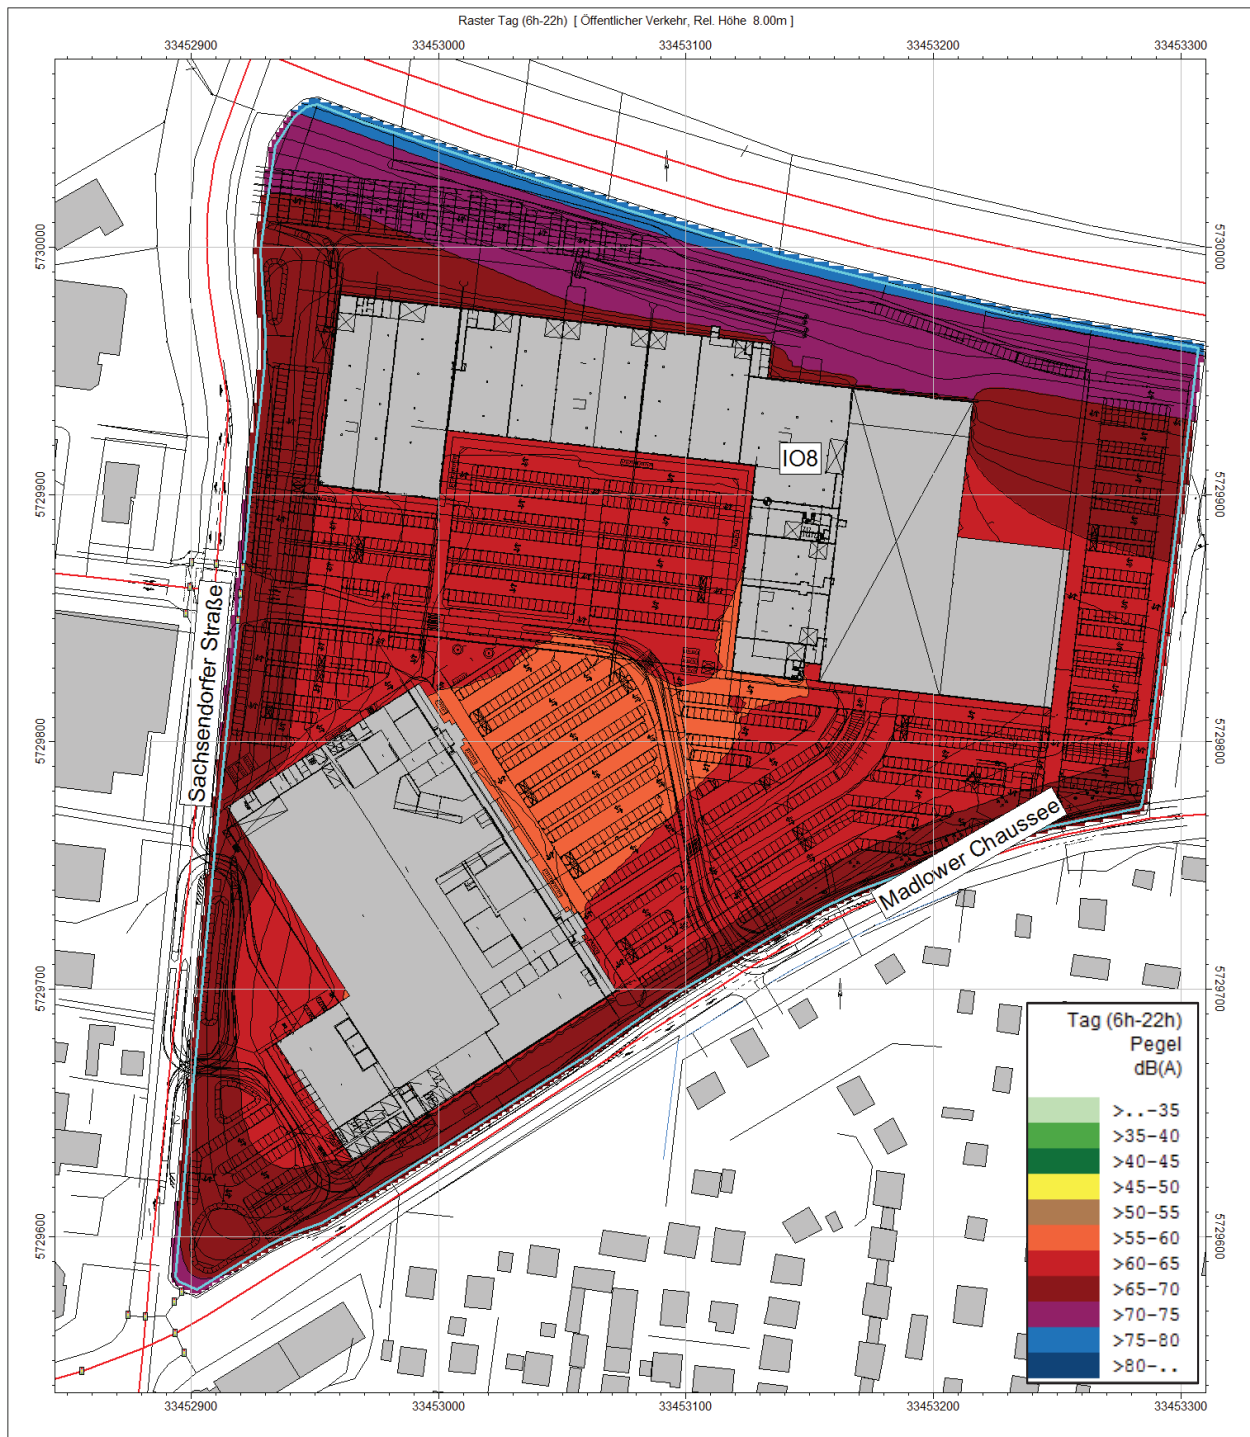 Raster Tag (6h-22h) [ Öffentlicher Verkehr, Rel. Höhe 8.00m ]
33452900 33453000 33453100 33453200 33453300
5730000 5730000
IO8
5729900 5729900
Sachsendorfer Straße
5729800 5729800
Madlower Chaussee
5729700 5729700
Tag (6h-22h)
Pegel
dB(A)
>..-35
>35-40
>40-45
>45-50
>50-55
>55-60
>60-65
>65-70
>70-75
>75-80
>80-..
5729600 5729600
33452900 33453000 33453100 33453200 33453300